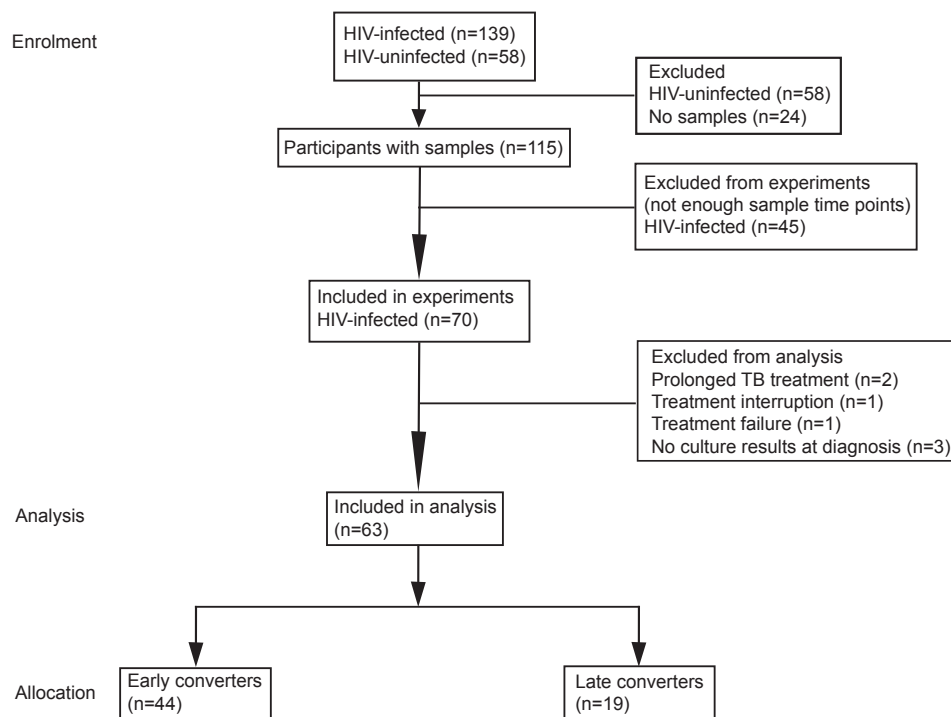 Enrolment
HIV-infected (n=139)
HIV-uninfected (n=58)
Excluded
HIV-uninfected (n=58)
No samples (n=24)
Participants with samples (n=115)
Excluded from experiments
(not enough sample time points)
HIV-infected (n=45)
Included in experiments
HIV-infected (n=70)
Excluded from analysis
Prolonged TB treatment (n=2)
Treatment interruption (n=1)
Treatment failure (n=1)
No culture results at diagnosis (n=3)
Analysis
Included in analysis
(n=63)
Allocation
Early converters
(n=44)
Late converters
(n=19)